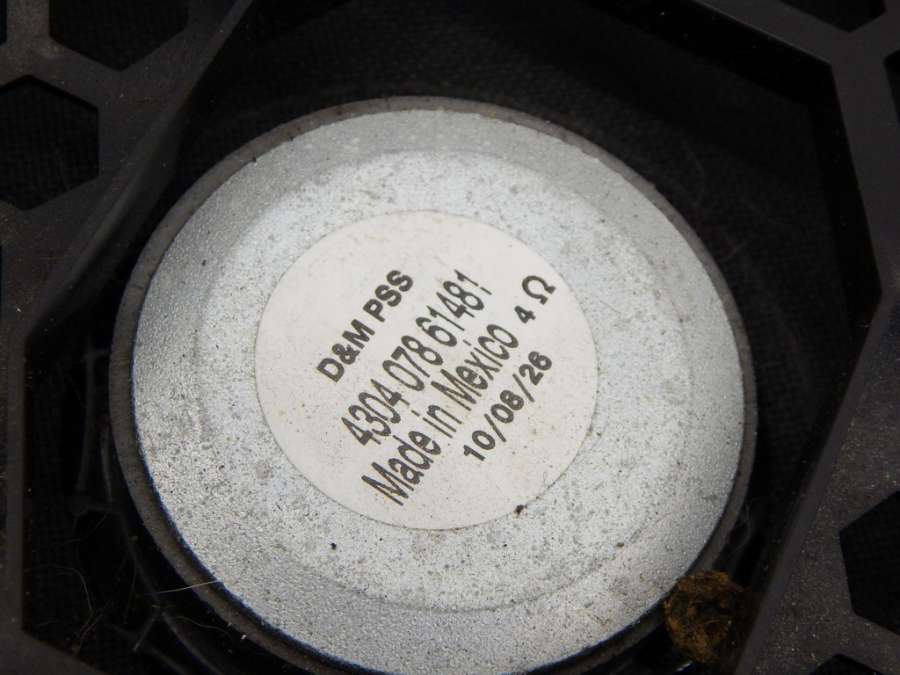 D&M PSS
4304 078 61481
Made in Mexico 4 Ω
10/08/26